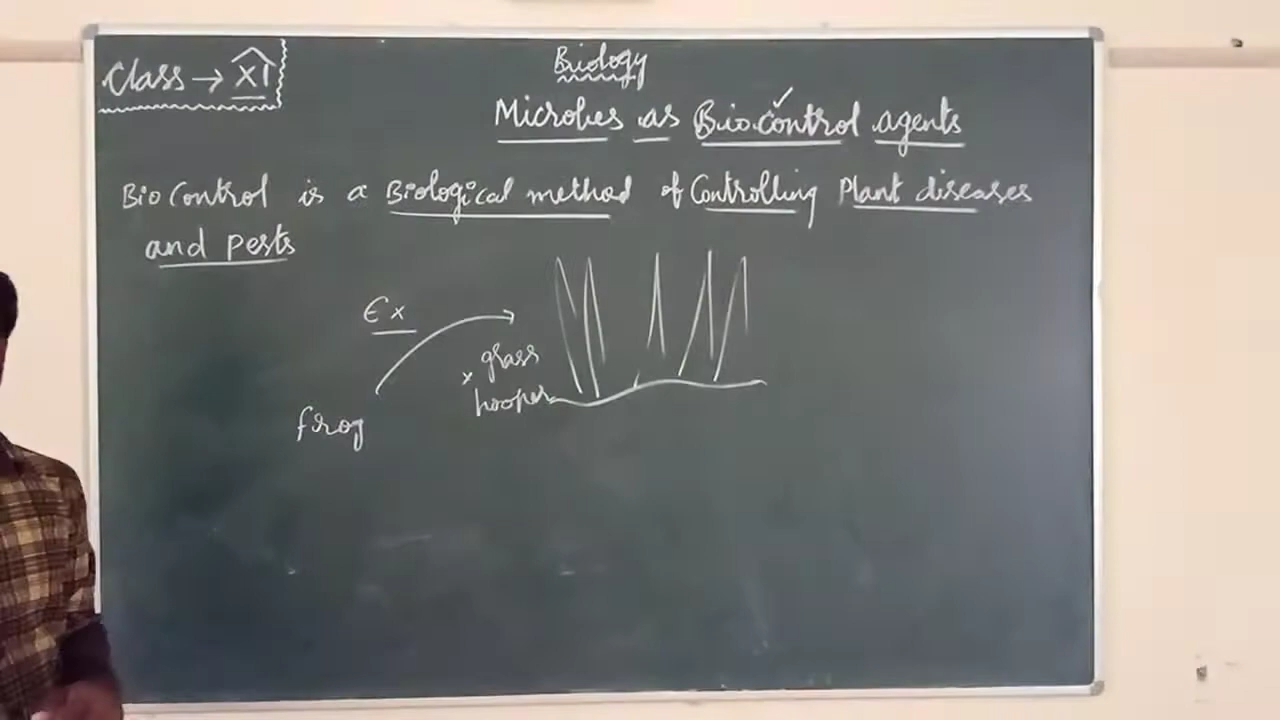 Class → XI
Biology
Microbes as Bio.control agents
Bio Control is a Biological method of Controlling Plant diseases
and Pests
Ex
x grass
hooper
frog